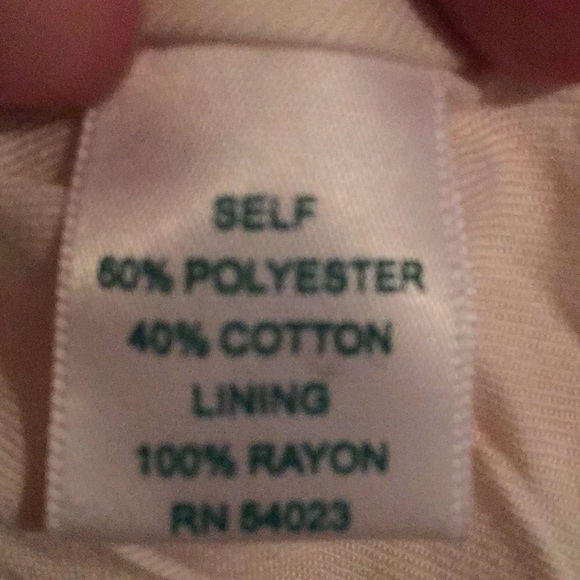 SELF
60% POLYESTER
40% COTTON
LINING
100% RAYON
RN 54023